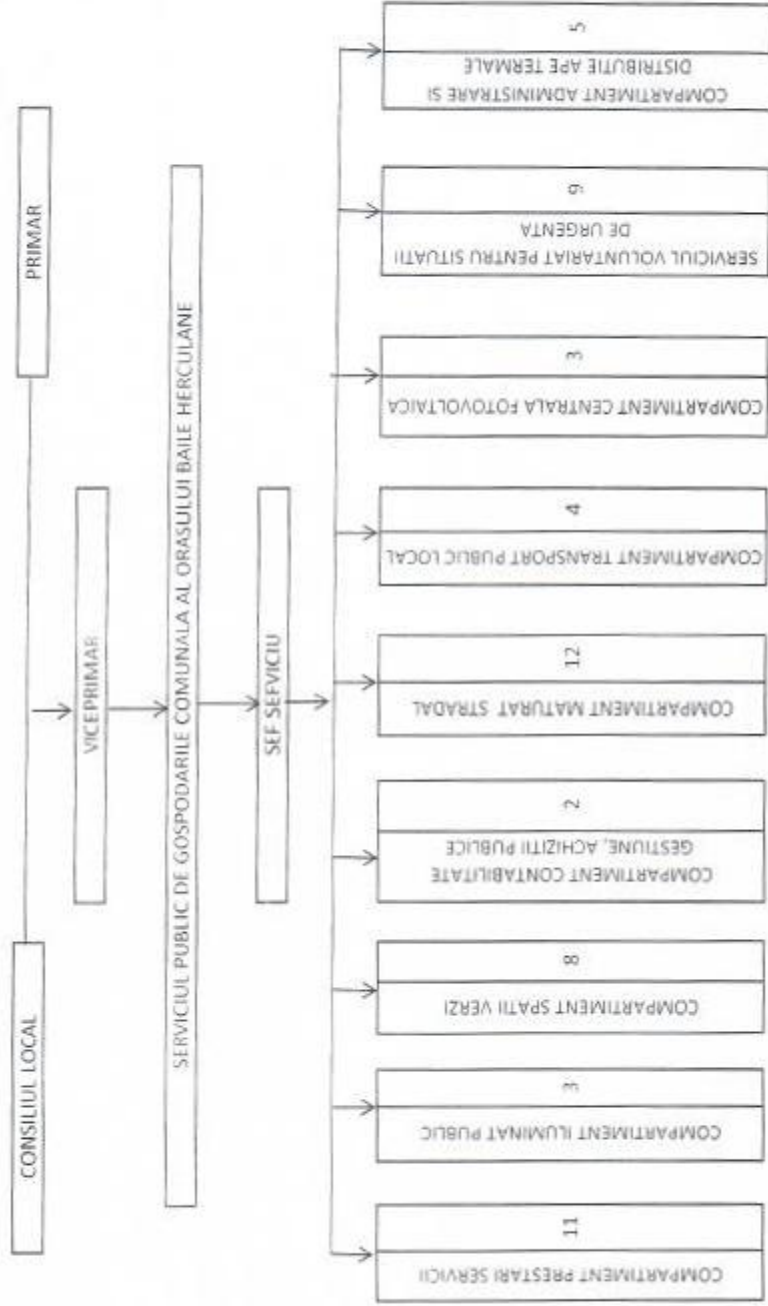 CONSILIUL LOCAL
PRIMAR
VICEPRIMAR
SERVICIUL PUBLIC DE GOSPODARILE COMUNALA AL ORASULUI BAILE HERCULANE
SEF SEFVICIU
COMPARTIMENT PRESTARI SERVICII
11
COMPARTIMENT ILUMINAT PUBLIC
3
COMPARTIMENT SPATII VERZI
8
COMPARTIMENT CONTABILITATE
GESTIUNE, ACHIZITII PUBLICE
2
COMPARTIMENT MATURAT STRADAL
12
COMPARTIMENT TRANSPORT PUBLIC LOCAL
4
COMPARTIMENT CENTRALA FOTOVOLTAICA
3
SERVICIUL VOLUNTARIAT PENTRU SITUATII
DE URGENTA
9
COMPARTIMENT ADMINISTRARE SI
DISTRIBUTIE APE TERMALE
5